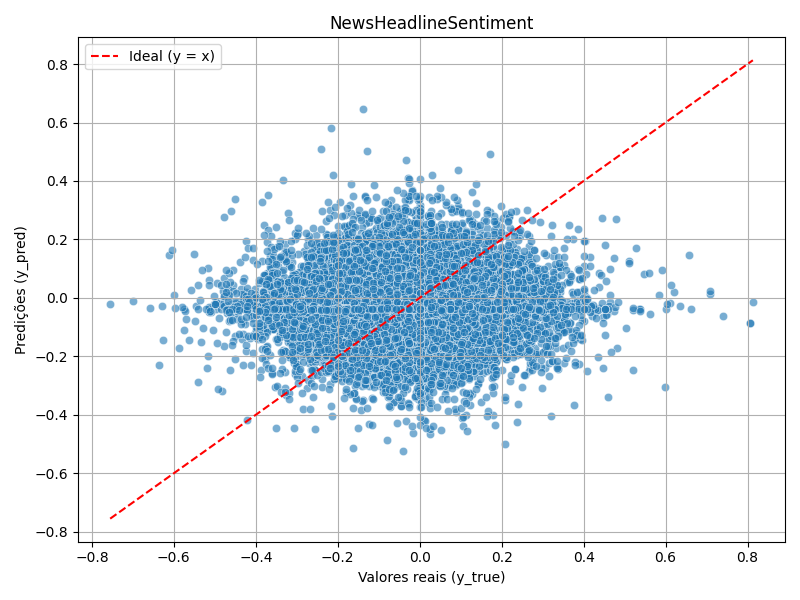 NewsHeadlineSentiment
Ideal (y = x)
Predições (y_pred)
0.8
0.6
0.4
0.2
0.0
−0.2
−0.4
−0.6
−0.8
−0.8 −0.6 −0.4 −0.2 0.0 0.2 0.4 0.6 0.8
Valores reais (y_true)